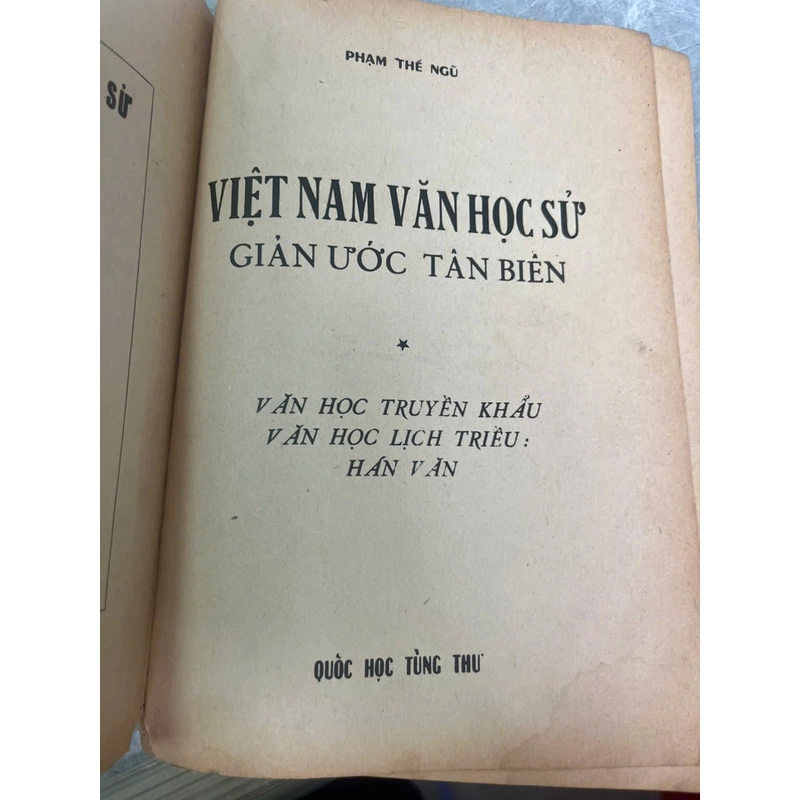 SỬ
PHẠM THẾ NGŨ
VIỆT NAM VĂN HỌC SỬ
GIẢN ƯỚC TÂN BIÊN
VĂN HỌC TRUYỀN KHẨU
VĂN HỌC LỊCH TRIỀU :
HÁN VĂN
QUỐC HỌC TÙNG THƯ